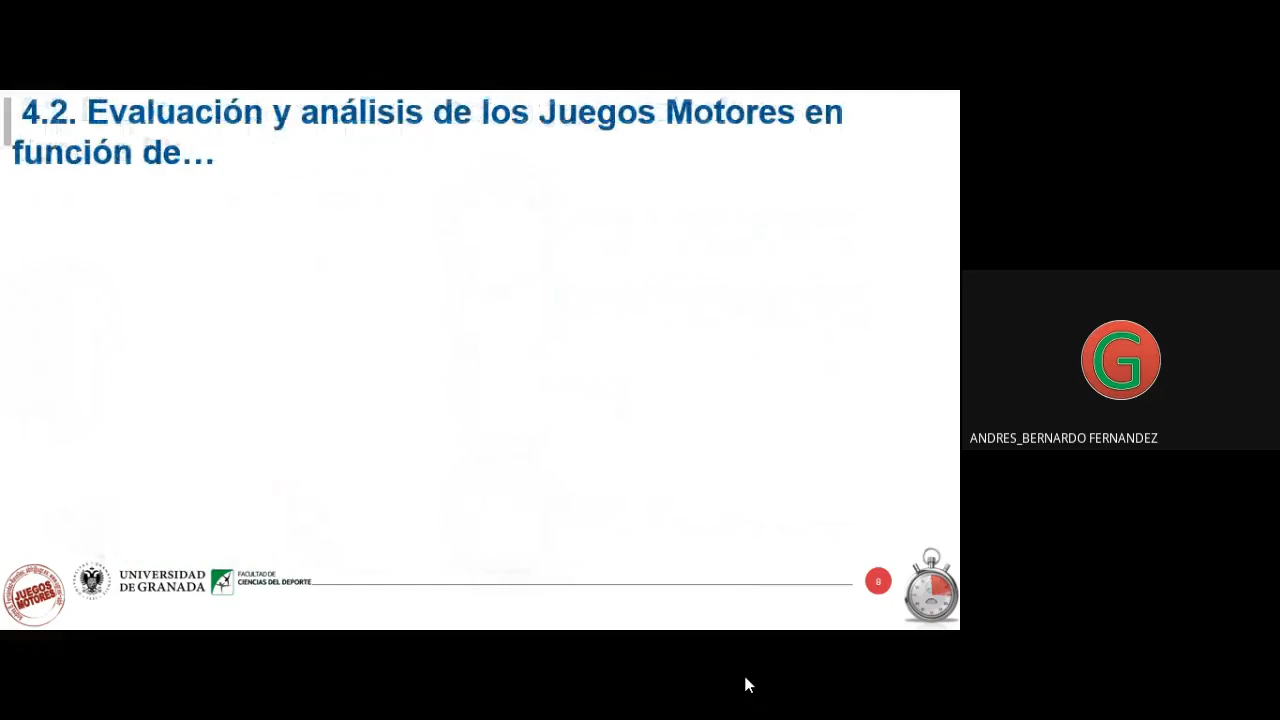 4.2. Evaluación y análisis de los Juegos Motores en
función de...
G
ANDRES_BERNARDO FERNANDEZ
JUEGOS
MOTORES
UNIVERSIDAD
DE GRANADA
FACULTAD DE
CIENCIAS DEL DEPORTE
8